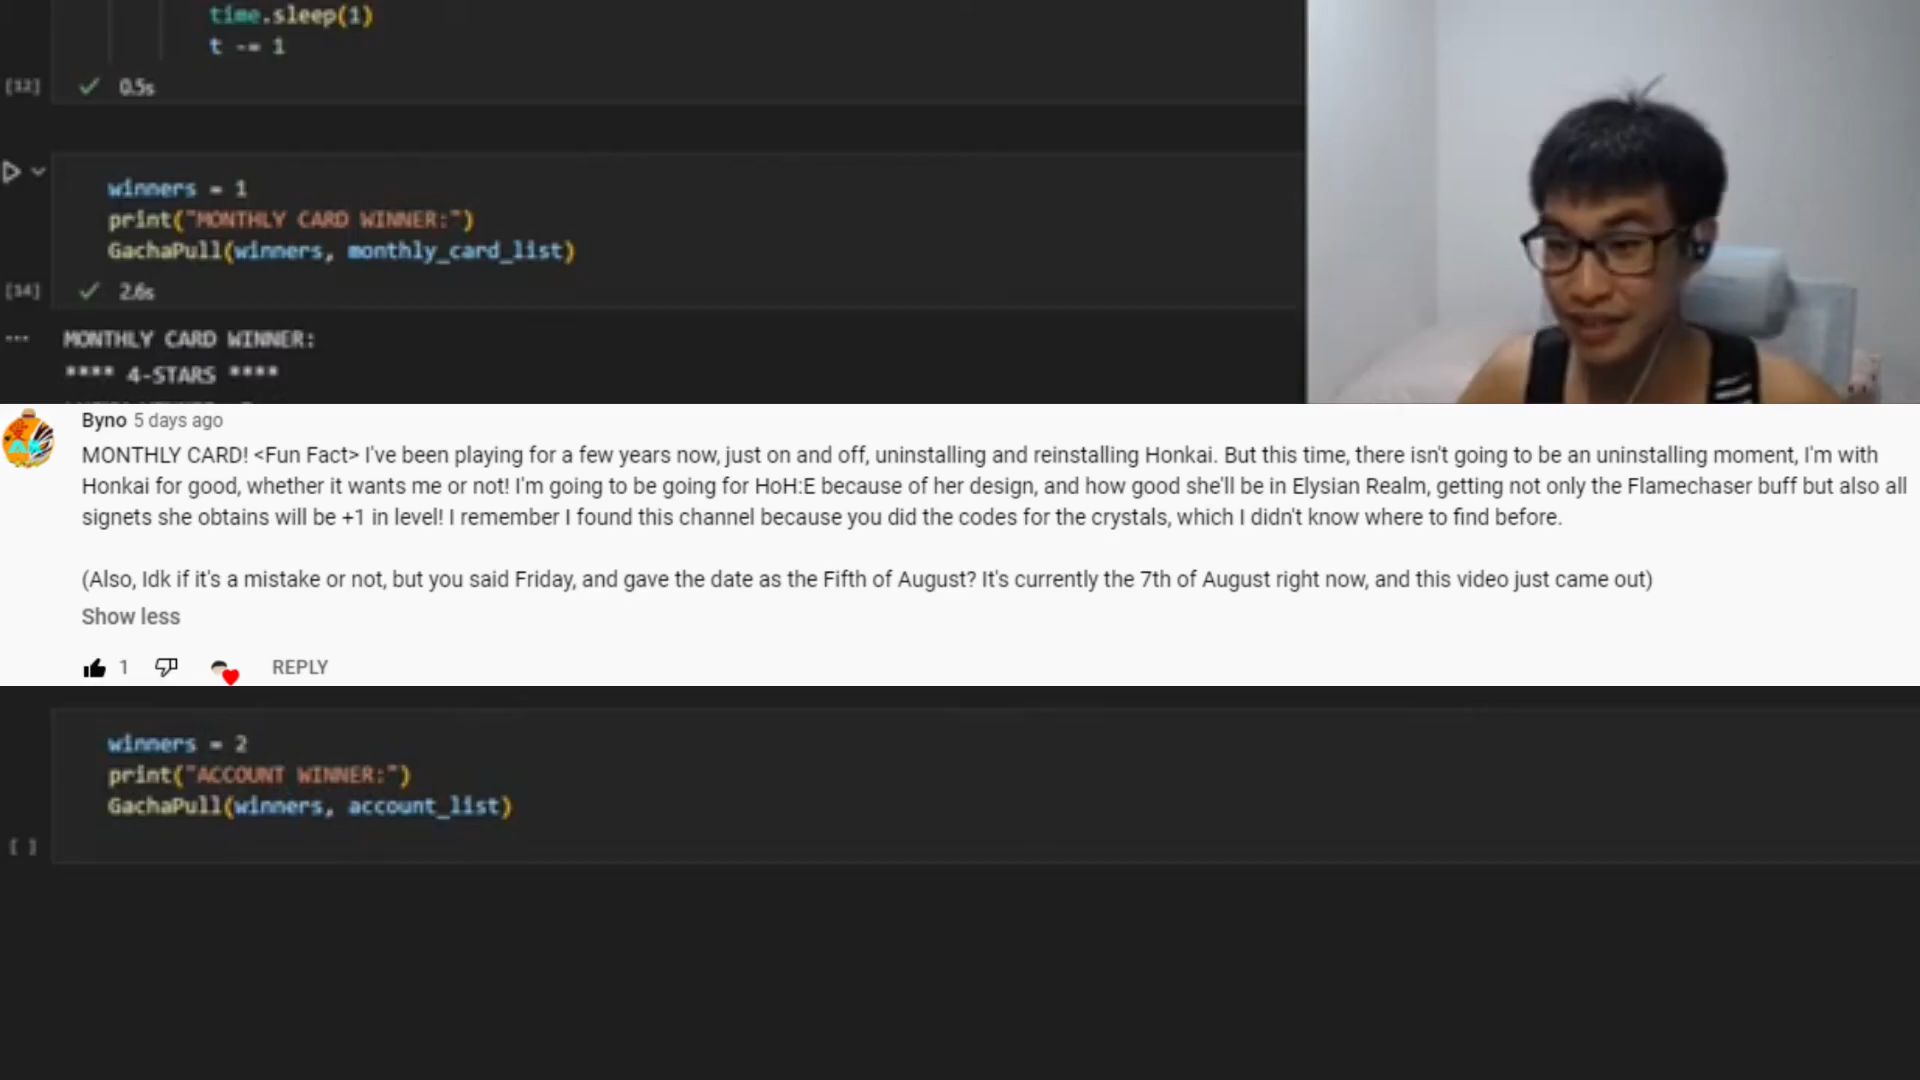 time.sleep(1)
t -= 1
[12] 0.5s
winners = 1
print("MONTHLY CARD WINNER:")
GachaPull(winners, monthly_card_list)
[14] 2.6s
MONTHLY CARD WINNER:
**** 4-STARS ****
Byno 5 days ago
MONTHLY CARD! <Fun Fact> I've been playing for a few years now, just on and off, uninstalling and reinstalling Honkai. But this time, there isn't going to be an uninstalling moment, I'm with
Honkai for good, whether it wants me or not! I'm going to be going for HoH:E because of her design, and how good she'll be in Elysian Realm, getting not only the Flamechaser buff but also all
signets she obtains will be +1 in level! I remember I found this channel because you did the codes for the crystals, which I didn't know where to find before.
(Also, Idk if it's a mistake or not, but you said Friday, and gave the date as the Fifth of August? It's currently the 7th of August right now, and this video just came out)
Show less
1 REPLY
winners = 2
print("ACCOUNT WINNER:")
GachaPull(winners, account_list)
[ ]